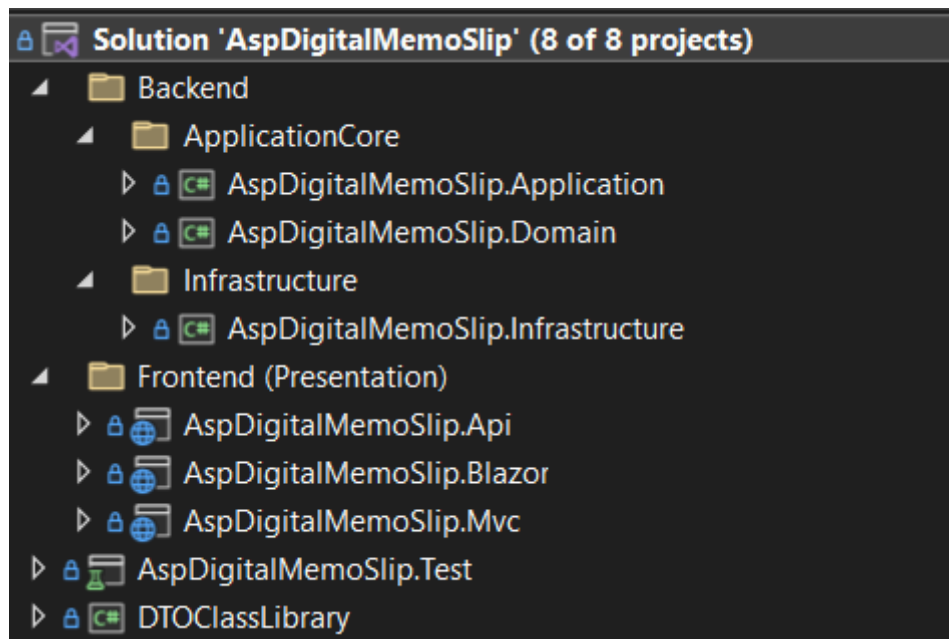 Solution 'AspDigitalMemoSlip' (8 of 8 projects)
Backend
ApplicationCore
C# AspDigitalMemoSlip.Application
C# AspDigitalMemoSlip.Domain
Infrastructure
C# AspDigitalMemoSlip.Infrastructure
Frontend (Presentation)
AspDigitalMemoSlip.Api
AspDigitalMemoSlip.Blazor
AspDigitalMemoSlip.Mvc
AspDigitalMemoSlip.Test
C# DTOClassLibrary